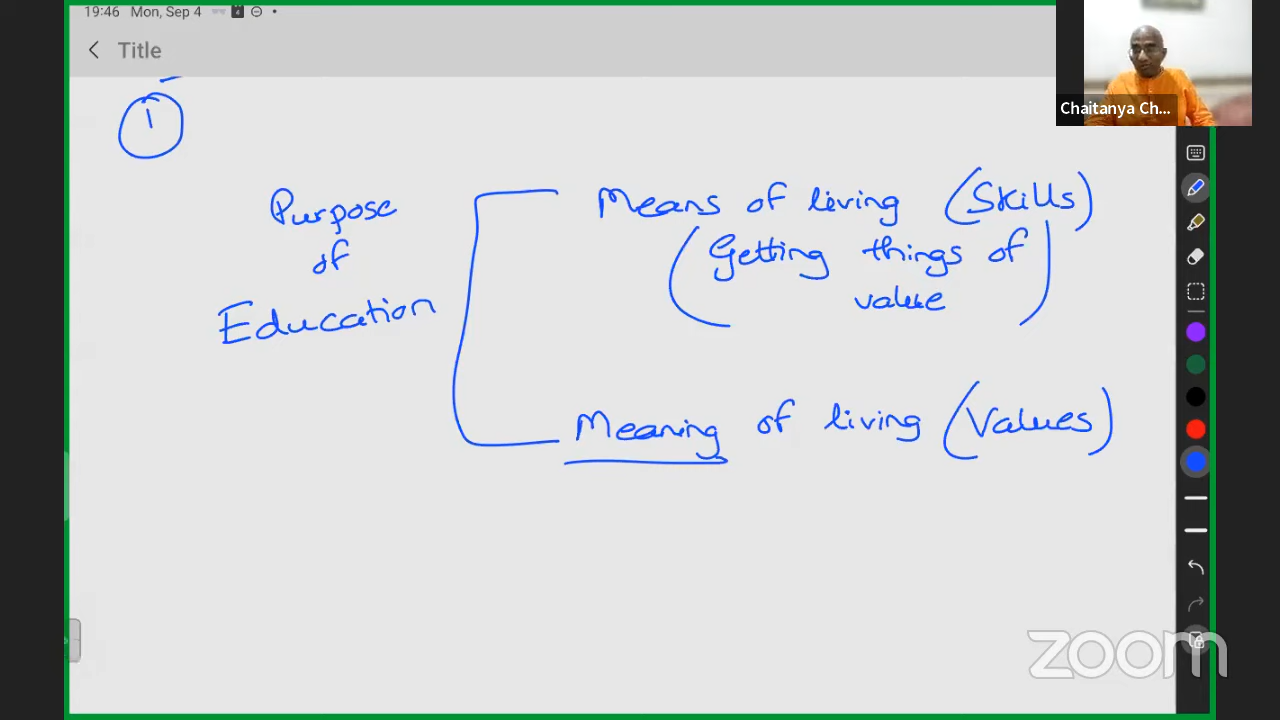 19:46 Mon, Sep 4
Title
1
Purpose
of
Education
Means of living (Skills)
(Getting things of
value)
Meaning of living (Values)
Chaitanya Ch...
zoom